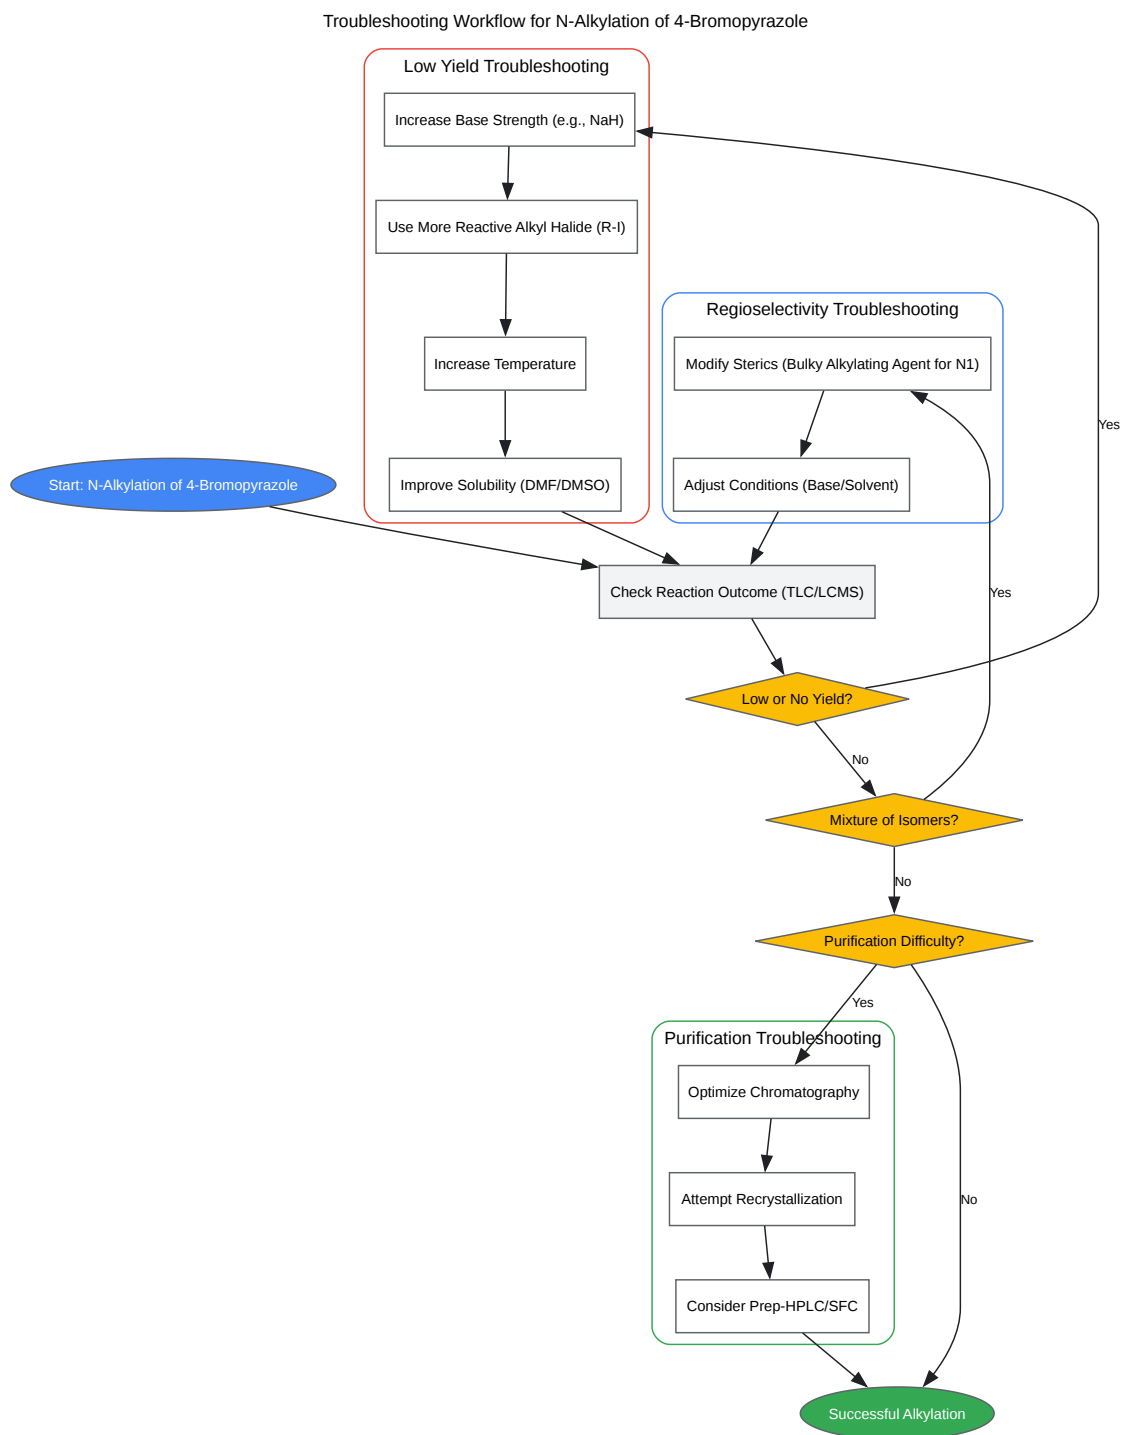 Troubleshooting Workflow for N-Alkylation of 4-Bromopyrazole
Low Yield Troubleshooting
Increase Base Strength (e.g., NaH)
Use More Reactive Alkyl Halide (R-I)
Increase Temperature
Improve Solubility (DMF/DMSO)
Regioselectivity Troubleshooting
Modify Sterics (Bulky Alkylating Agent for N1)
Adjust Conditions (Base/Solvent)
Yes
Start: N-Alkylation of 4-Bromopyrazole
Check Reaction Outcome (TLC/LCMS)
Yes
Low or No Yield?
No
Mixture of Isomers?
No
Purification Difficulty?
Yes
Purification Troubleshooting
Optimize Chromatography
Attempt Recrystallization
No
Consider Prep-HPLC/SFC
Successful Alkylation